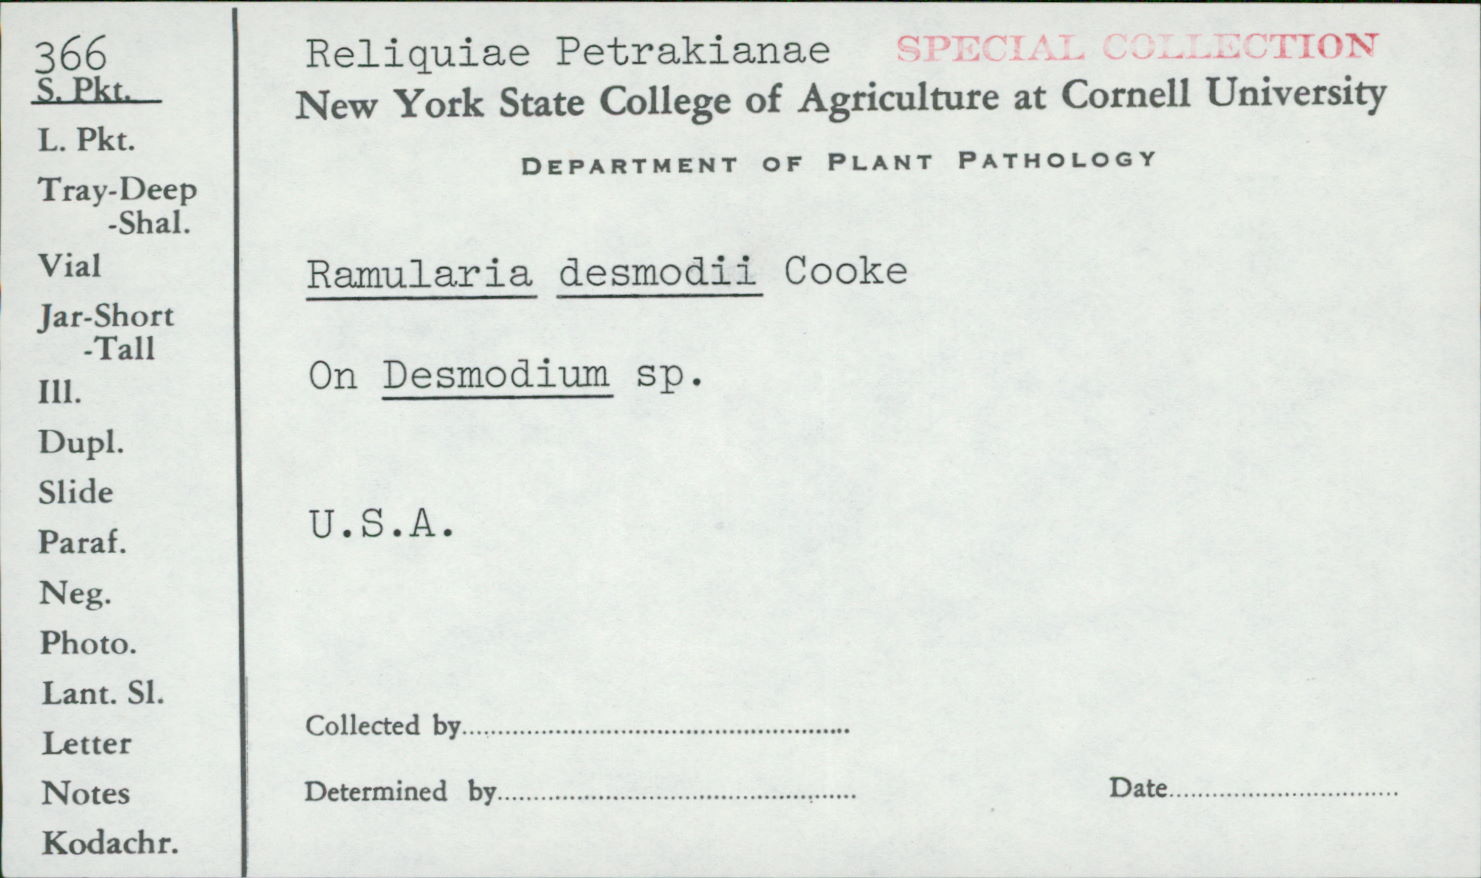 366
S. Pkt.
L. Pkt.
Tray-Deep
-Shal.
Vial
Jar-Short
-Tall
Ill.
Dupl.
Slide
Paraf.
Neg.
Photo.
Lant. Sl.
Letter
Notes
Kodachr.
Reliquiae Petrakianae SPECIAL COLLECTION
New York State College of Agriculture at Cornell University
DEPARTMENT OF PLANT PATHOLOGY
Ramularia desmodii Cooke
On Desmodium sp.
U.S.A.
Collected by
Determined by Date